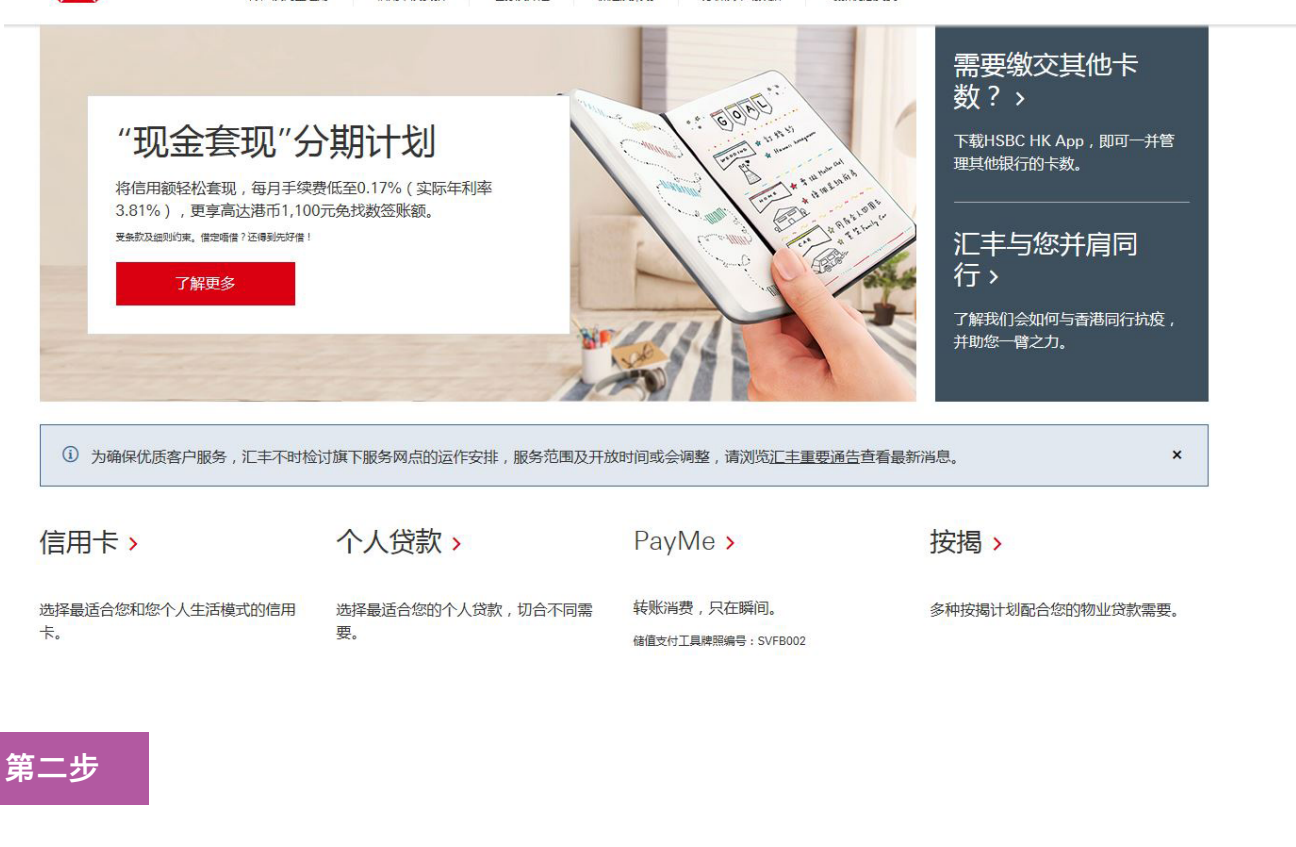 “现金套现”分期计划
将信用额轻松套现，每月手续费低至0.17%（实际年利率
3.81%），更享高达港币1,100元免找数签账额。
受条款及细则约束。借定唔借？还得到先好借！
了解更多
GOAL
WEDDING
HOME
CAR
需要缴交其他卡
数？
下载HSBC HK App，即可一并管
理其他银行的卡数。
汇丰与您并肩同
行
了解我们会如何与香港同行抗疫，
并助您一臂之力。
为确保优质客户服务，汇丰不时检讨旗下服务网点的运作安排，服务范围及开放时间或会调整，请浏览汇丰重要通告查看最新消息。
信用卡
选择最适合您和您个人生活模式的信用
卡。
个人贷款
选择最适合您的个人贷款，切合不同需
要。
PayMe
转账消费，只在瞬间。
储值支付工具牌照编号：SVFB002
按揭
多种按揭计划配合您的物业贷款需要。
第二步